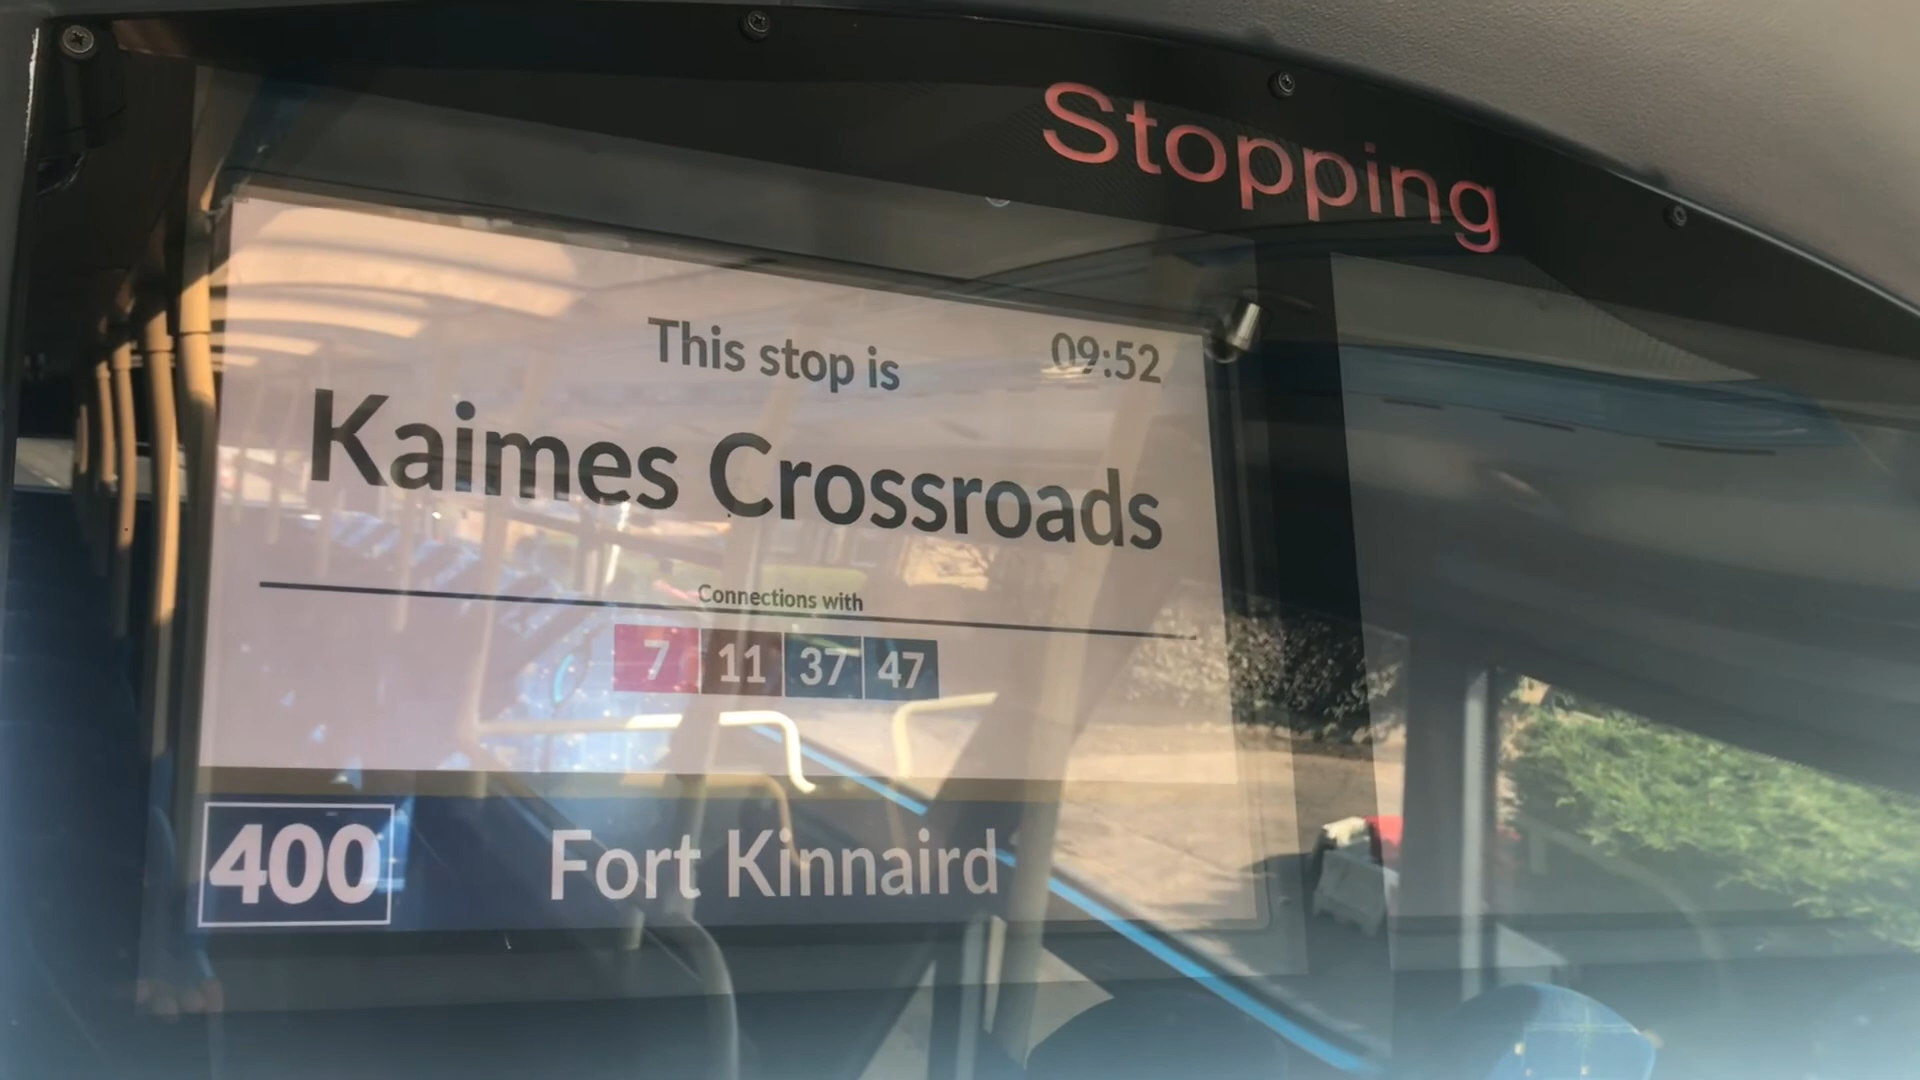 Stopping
This stop is
09:52
Kaimes Crossroads
Connections with
7 11 37 47
400 Fort Kinnaird